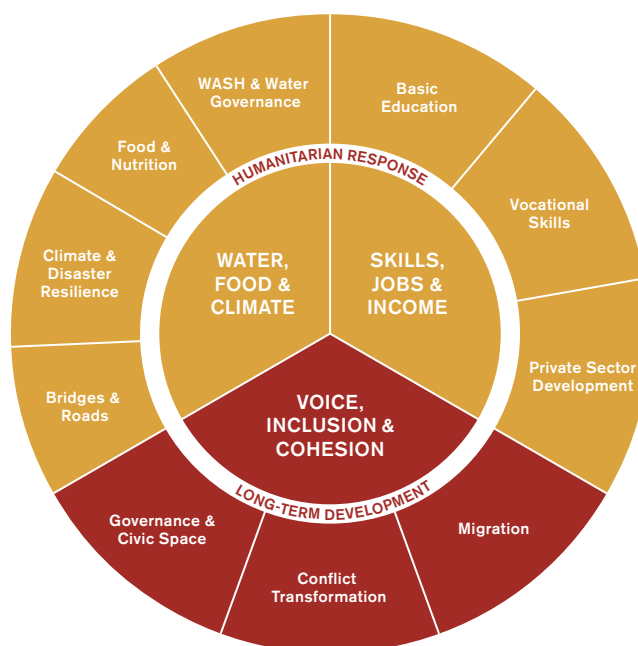 WASH & Water
Governance
Basic
Education
Food &
Nutrition
HUMANITARIAN RESPONSE
Vocational
Skills
Climate &
Disaster
Resilience
WATER,
FOOD &
CLIMATE
SKILLS,
JOBS &
INCOME
Private Sector
Development
Bridges &
Roads
VOICE,
INCLUSION &
COHESION
LONG-TERM DEVELOPMENT
Governance &
Civic Space
Migration
Conflict
Transformation